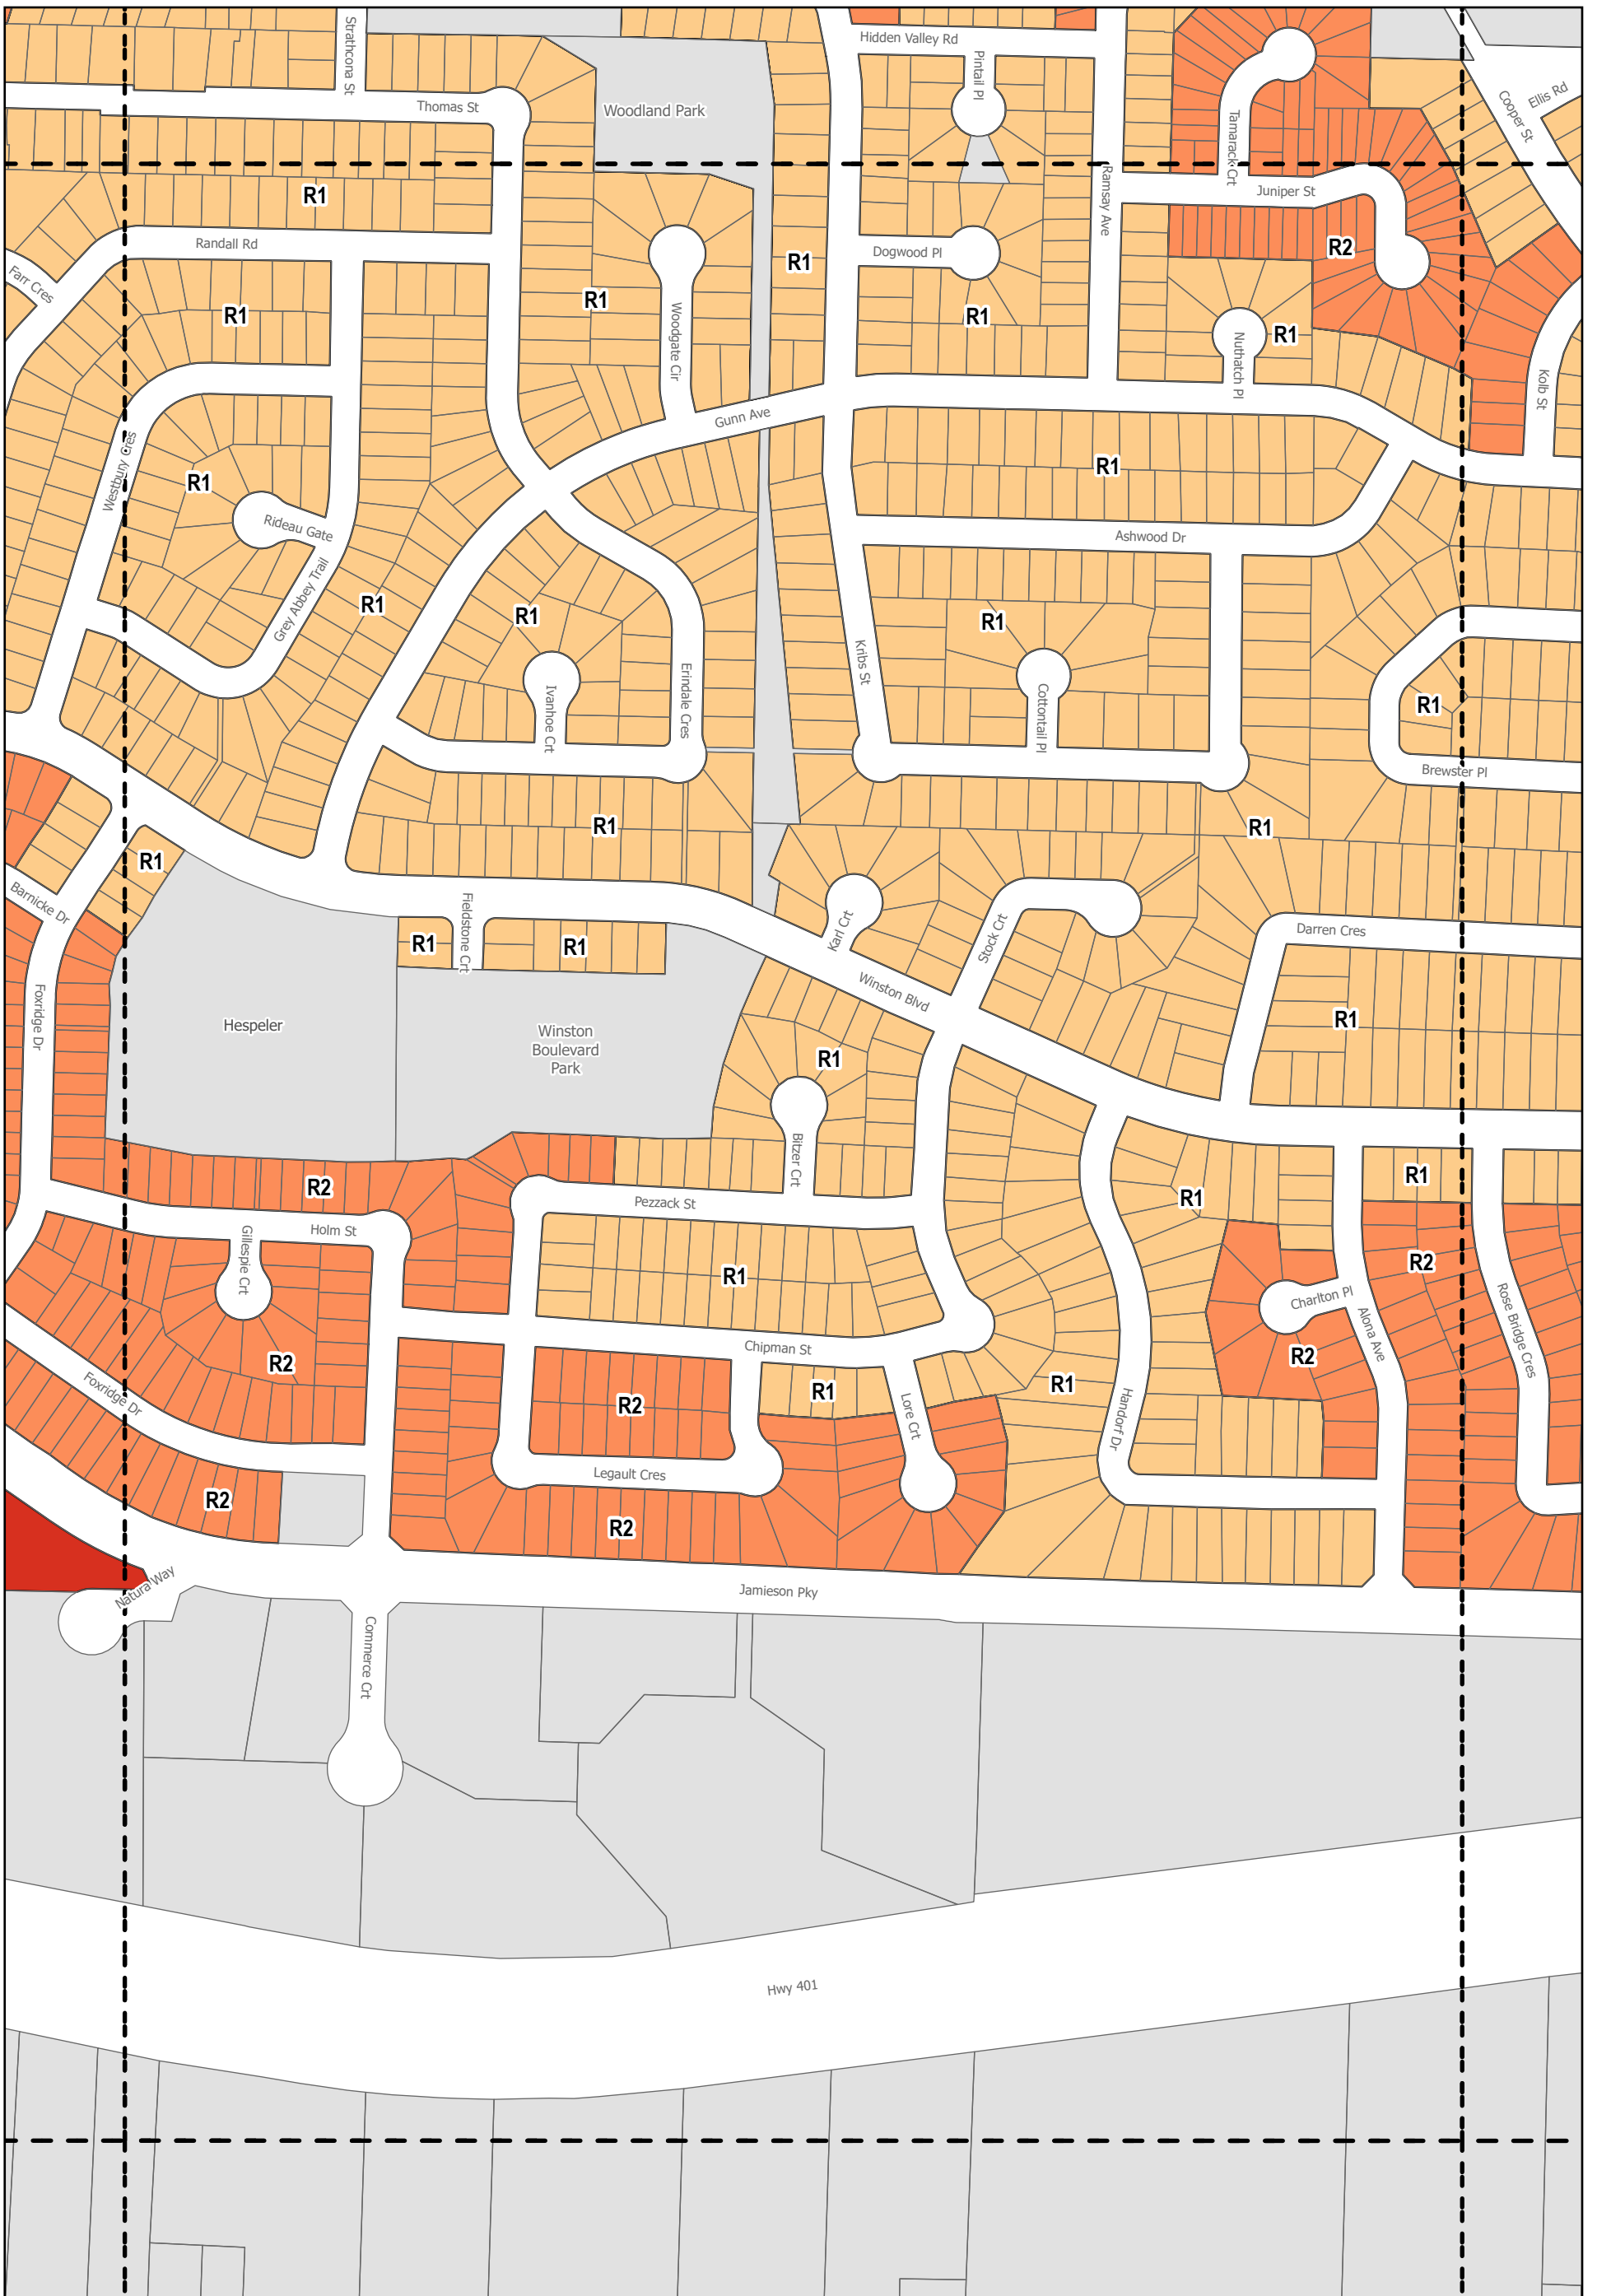 Strathcona St
Hidden Valley Rd
Pintail Pl
Thomas St
Woodland Park
Cooper St
Ellis Rd
Tamarack Crt
Ramsay Ave
Juniper St
R1
Randall Rd
Dogwood Pl
R2
R1
Farr Cres
R1
R1
R1
R1
Woodgate Cir
Nuthatch Pl
Kolb St
Gunn Ave
Westbury Cres
R1
R1
Rideau Gate
Ashwood Dr
Grey Abbey Trail
R1
R1
R1
Kribs St
Ivanhoe Crt
Erindale Cres
Cottontail Pl
R1
Brewster Pl
R1
R1
R1
Barnicke Dr
Fieldstone Crt
Karl Crt
Stock Crt
Darren Cres
R1
R1
Winston Blvd
Foxridge Dr
Hespeler
Winston
Boulevard
Park
R1
R1
Bitzer Crt
R1
R2
R1
Pezzack St
Holm St
Gillespie Crt
R2
R1
Charlton Pl
Alona Ave
Rose Bridge Cres
Chipman St
R2
R2
Foxridge Dr
R1
R1
R2
Lore Crt
Handorf Dr
Legault Cres
R2
R2
Natura Way
Jamieson Pky
Commerce Crt
Hwy 401